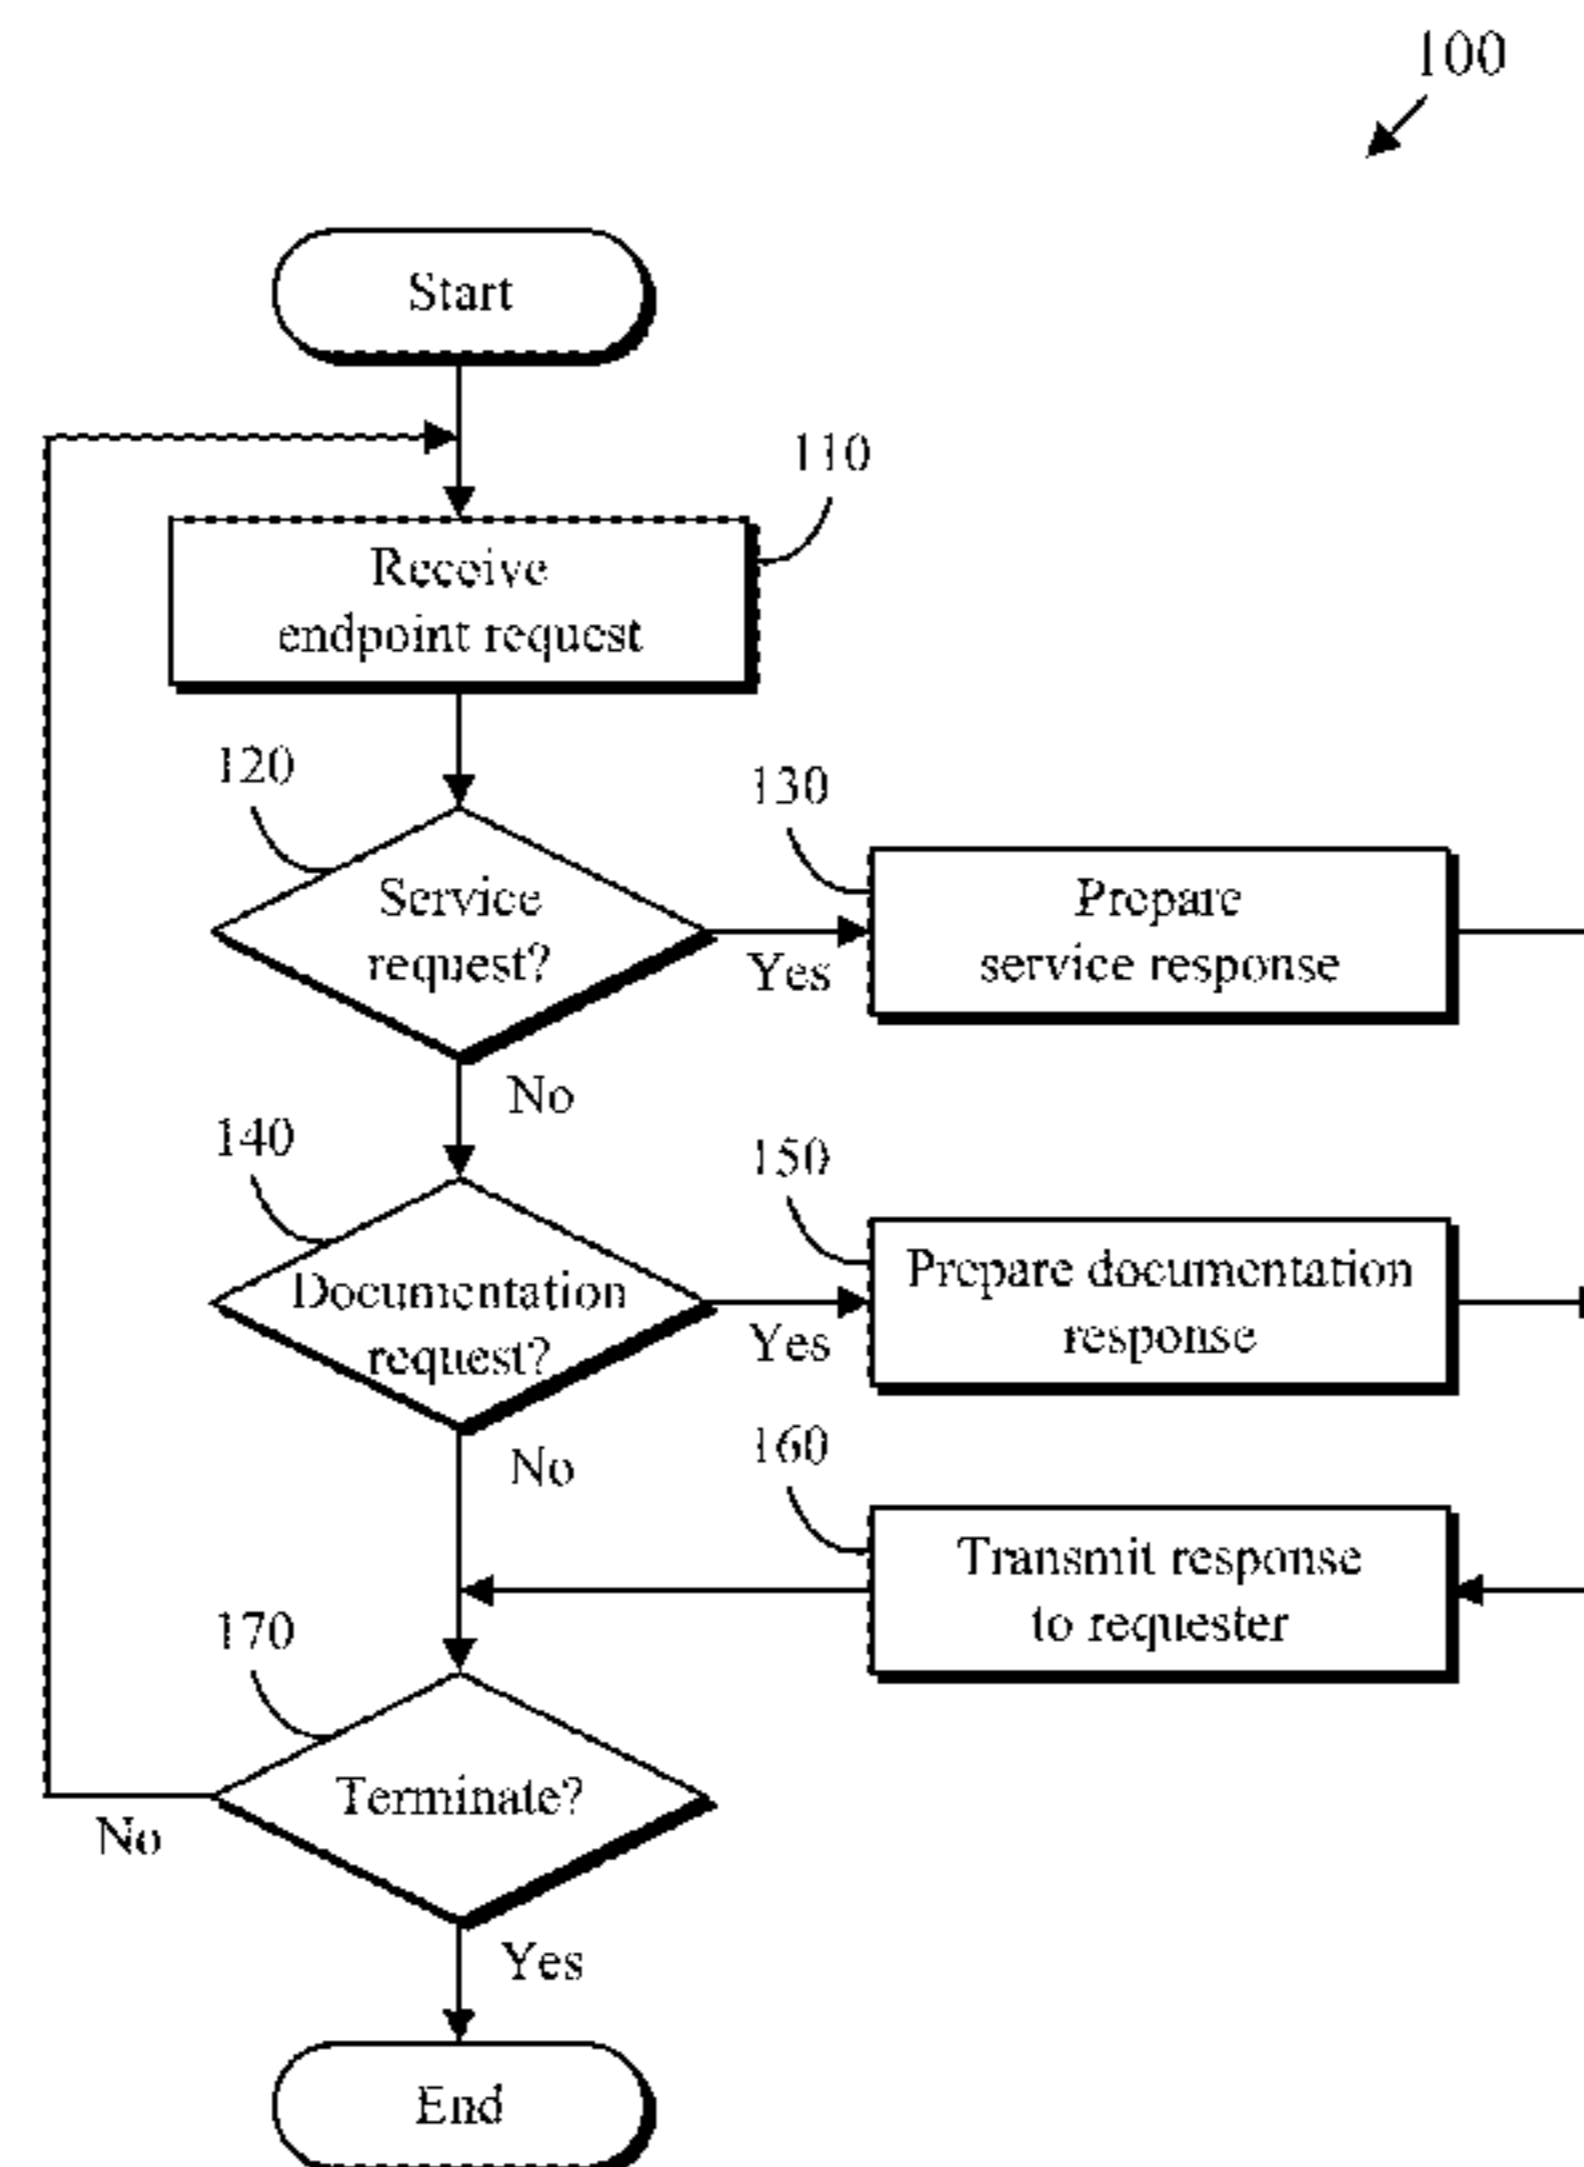 100
Start
110
Receive
endpoint request
120
130
Service
request?
Yes
Prepare
service response
No
140
150
Documentation
request?
Yes
Prepare documentation
response
No
160
Transmit response
to requester
170
Terminate?
No
Yes
End